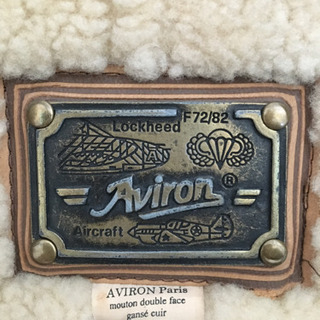 Lockheed F72/82
A
Aviron ®
Aircraft
AVIRON Paris
mouton double face
gansé cuir